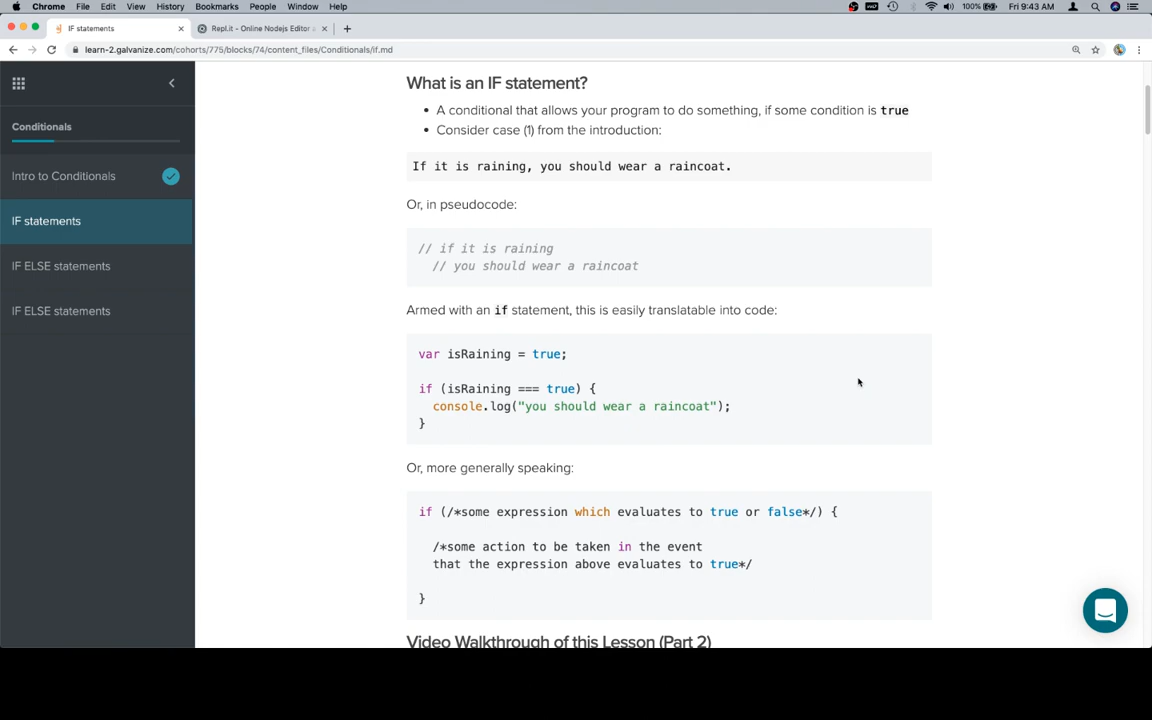 Chrome File Edit View History Bookmarks People Window Help 100% Fri 9:43 AM
IF statements Repl.it - Online Nodejs Editor
learn-2.galvanize.com/cohorts/775/blocks/74/content_files/Conditionals/if.md
Conditionals
Intro to Conditionals
IF statements
IF ELSE statements
IF ELSE statements
What is an IF statement?
• A conditional that allows your program to do something, if some condition is true
• Consider case (1) from the introduction:
If it is raining, you should wear a raincoat.
Or, in pseudocode:
// if it is raining
// you should wear a raincoat
Armed with an if statement, this is easily translatable into code:
var isRaining = true;
if (isRaining === true) {
console.log("you should wear a raincoat");
}
Or, more generally speaking:
if (/*some expression which evaluates to true or false*/) {
/*some action to be taken in the event
that the expression above evaluates to true*/
}
Video Walkthrough of this Lesson (Part 2)